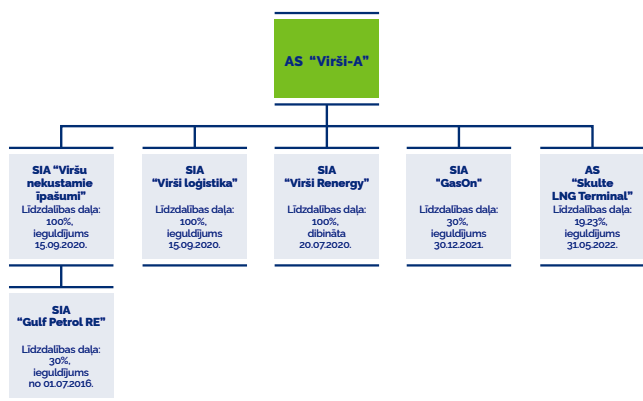 AS “Virši-A”
SIA “Viršu
nekustamie
īpašumi”
Līdzdalības daļa:
100%,
ieguldījums
15.09.2020.
SIA
“Virši loģistika”
Līdzdalības daļa:
100%,
ieguldījums
15.09.2020.
SIA
“Virši Renergy”
Līdzdalības daļa:
100%,
dibināta
20.07.2020.
SIA
"GasOn"
Līdzdalības daļa:
30%,
ieguldījums
30.12.2021.
AS
“Skulte
LNG Terminal”
Līdzdalības daļa:
19.23%,
ieguldījums
31.05.2022.
SIA
“Gulf Petrol RE”
Līdzdalības daļa:
30%,
ieguldījums
no 01.07.2016.